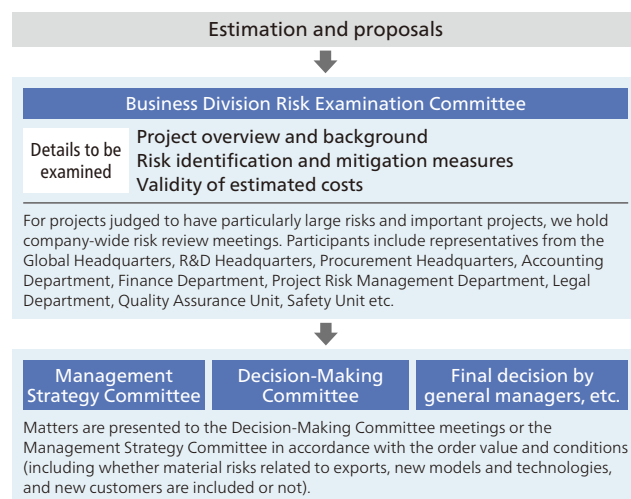 Estimation and proposals
Business Division Risk Examination Committee
Details to be
examined
Project overview and background
Risk identification and mitigation measures
Validity of estimated costs
For projects judged to have particularly large risks and important projects, we hold
company-wide risk review meetings. Participants include representatives from the
Global Headquarters, R&D Headquarters, Procurement Headquarters, Accounting
Department, Finance Department, Project Risk Management Department, Legal
Department, Quality Assurance Unit, Safety Unit etc.
Management
Strategy Committee
Decision-Making
Committee
Final decision by
general managers, etc.
Matters are presented to the Decision-Making Committee meetings or the
Management Strategy Committee in accordance with the order value and conditions
(including whether material risks related to exports, new models and technologies,
and new customers are included or not).